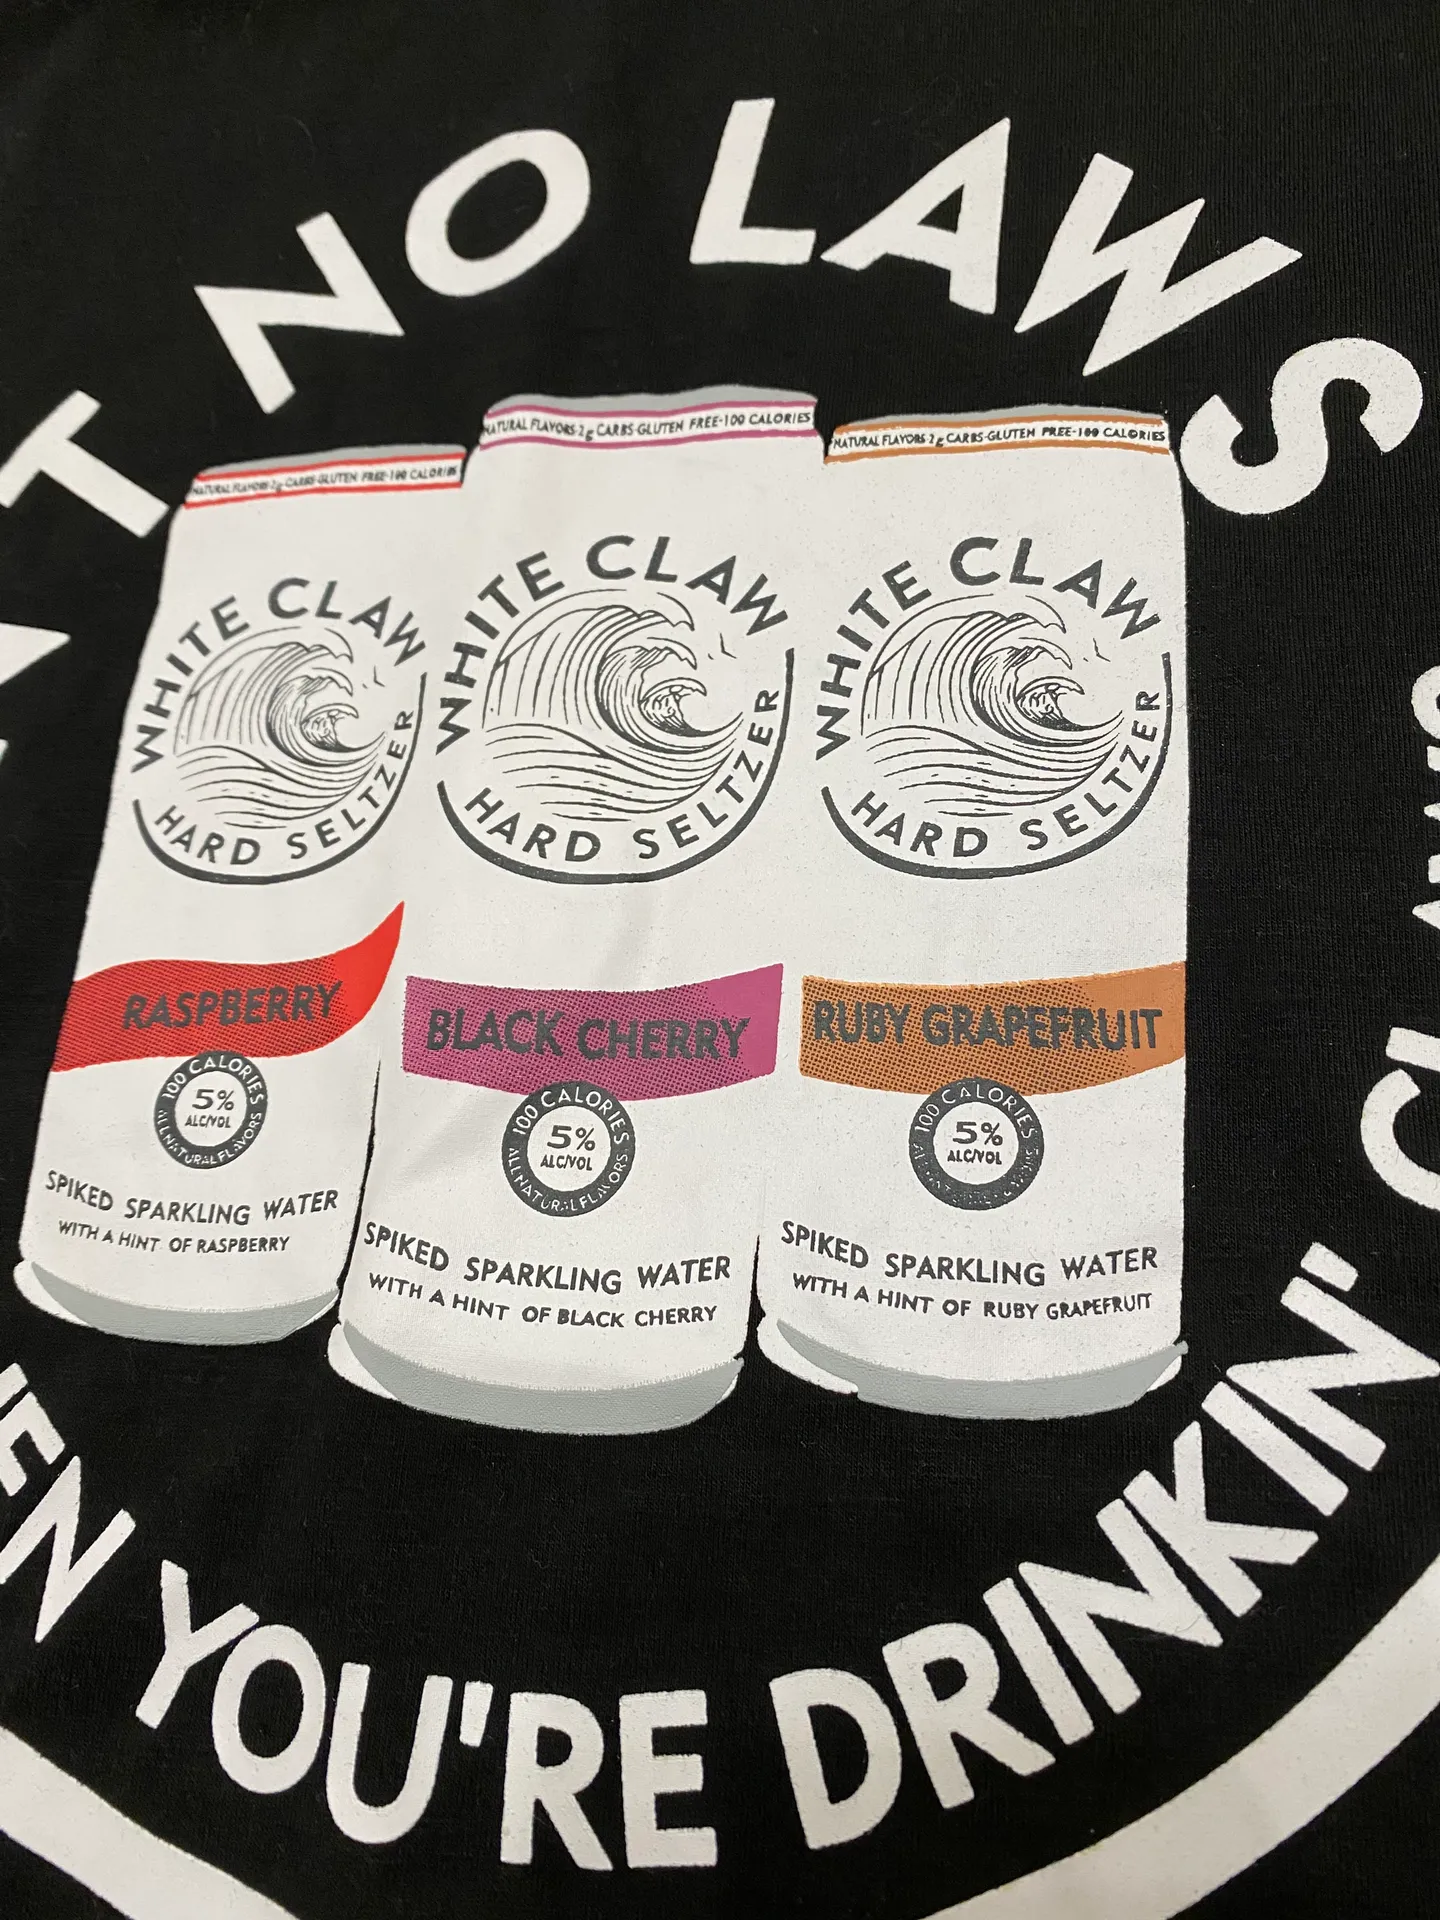 NO LAWS
NATURAL FLAVORS·2g CARBS·GLUTEN FREE·100 CALORIES
WHITE CLAW
HARD SELTZER
RASPBERRY
100 CALORIES
5%
ALC/VOL
ALL NATURAL FLAVORS
SPIKED SPARKLING WATER
WITH A HINT OF RASPBERRY
NATURAL FLAVORS·2g CARBS·GLUTEN FREE·100 CALORIES
WHITE CLAW
HARD SELTZER
BLACK CHERRY
100 CALORIES
5%
ALC/VOL
ALL NATURAL FLAVORS
SPIKED SPARKLING WATER
WITH A HINT OF BLACK CHERRY
NATURAL FLAVORS 2g CARBS·GLUTEN FREE·100 CALORIES
WHITE CLAW
HARD SELTZER
RUBY GRAPEFRUIT
100 CALORIES
5%
ALC/VOL
SPIKED SPARKLING WATER
WITH A HINT OF RUBY GRAPEFRUIT
YOU'RE DRINKIN' CLAWS